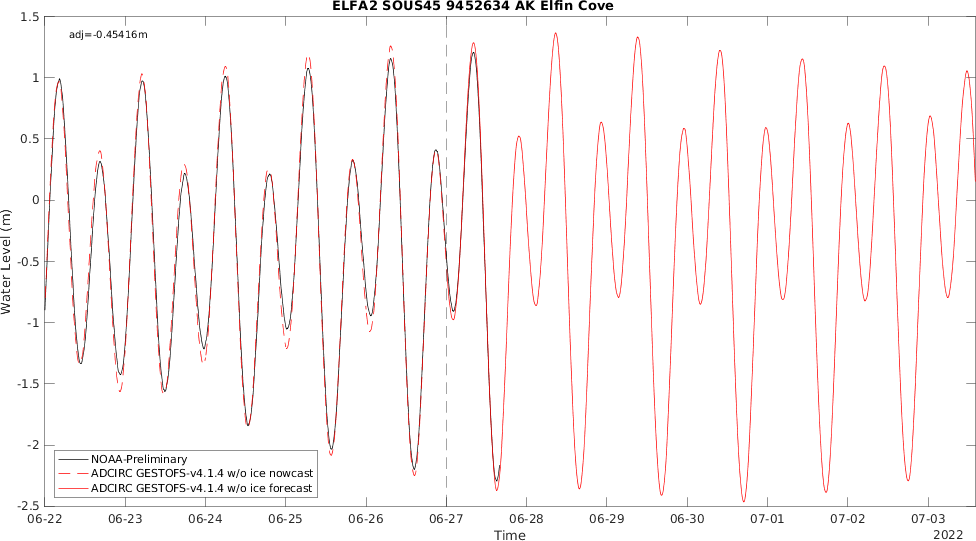 ELFA2 SOUS45 9452634 AK Elfin Cove
adj=-0.45416m
1.5
1
0.5
0
-0.5
-1
-1.5
-2
-2.5
Water Level (m)
NOAA-Preliminary
ADCIRC GESTOFS-v4.1.4 w/o ice nowcast
ADCIRC GESTOFS-v4.1.4 w/o ice forecast
06-22 06-23 06-24 06-25 06-26 06-27 06-28 06-29 06-30 07-01 07-02 07-03
Time
2022